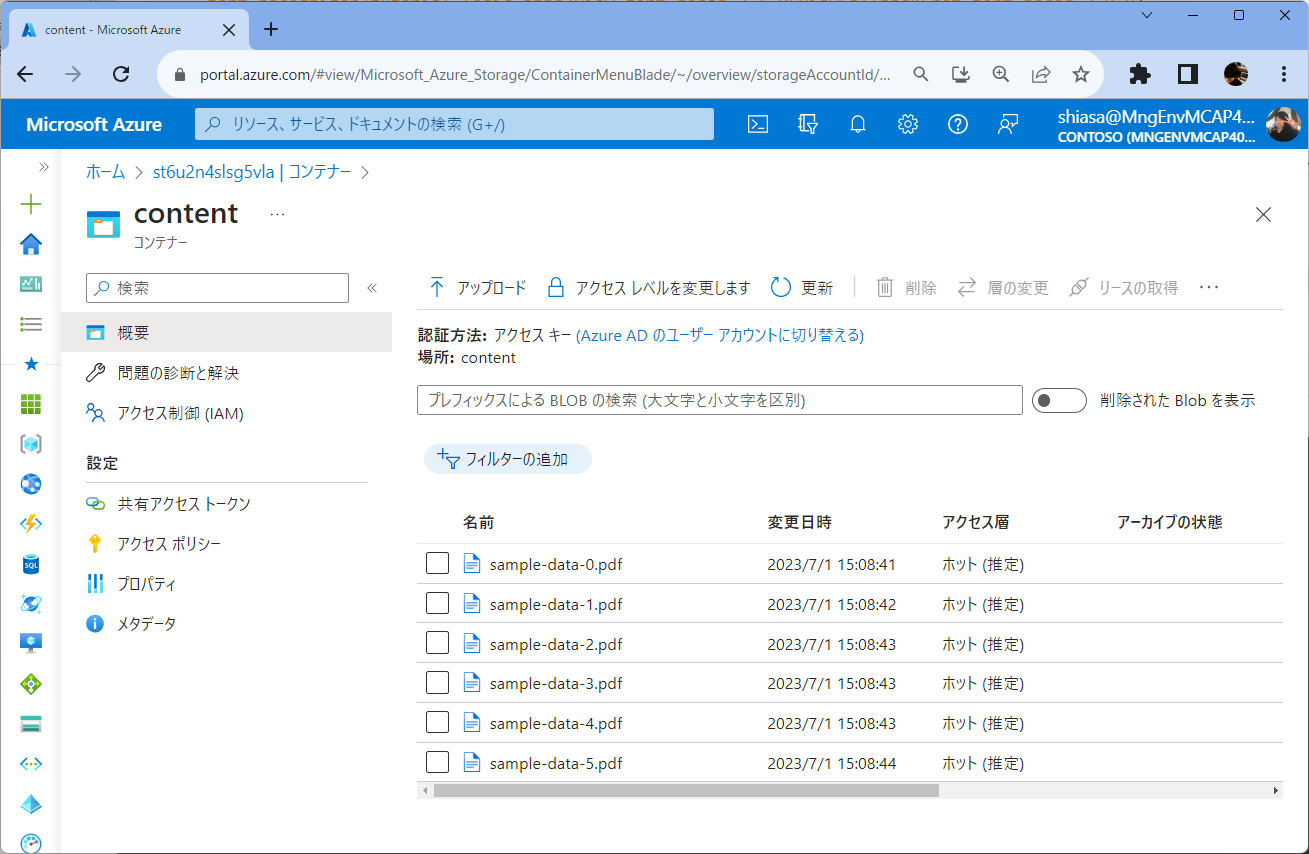 content - Microsoft Azure
portal.azure.com/#view/Microsoft_Azure_Storage/ContainerMenuBlade/~/overview/storageAccountId/...
Microsoft Azure
リソース、サービス、ドキュメントの検索 (G+/)
shiasa@MngEnvMCAP4...
CONTOSO (MNGENVMCAP40...
ホーム > st6u2n4slsg5vla | コンテナー >
content ...
コンテナー
検索
概要
問題の診断と解決
アクセス制御 (IAM)
設定
共有アクセス トークン
アクセス ポリシー
プロパティ
メタデータ
アップロード アクセス レベルを変更します 更新 削除 層の変更 リースの取得 ...
認証方法: アクセス キー (Azure AD のユーザー アカウントに切り替える)
場所: content
プレフィックスによる BLOB の検索 (大文字と小文字を区別) 削除された Blob を表示
フィルターの追加
名前 変更日時 アクセス層 アーカイブの状態
sample-data-0.pdf 2023/7/1 15:08:41 ホット (推定)
sample-data-1.pdf 2023/7/1 15:08:42 ホット (推定)
sample-data-2.pdf 2023/7/1 15:08:43 ホット (推定)
sample-data-3.pdf 2023/7/1 15:08:43 ホット (推定)
sample-data-4.pdf 2023/7/1 15:08:43 ホット (推定)
sample-data-5.pdf 2023/7/1 15:08:44 ホット (推定)